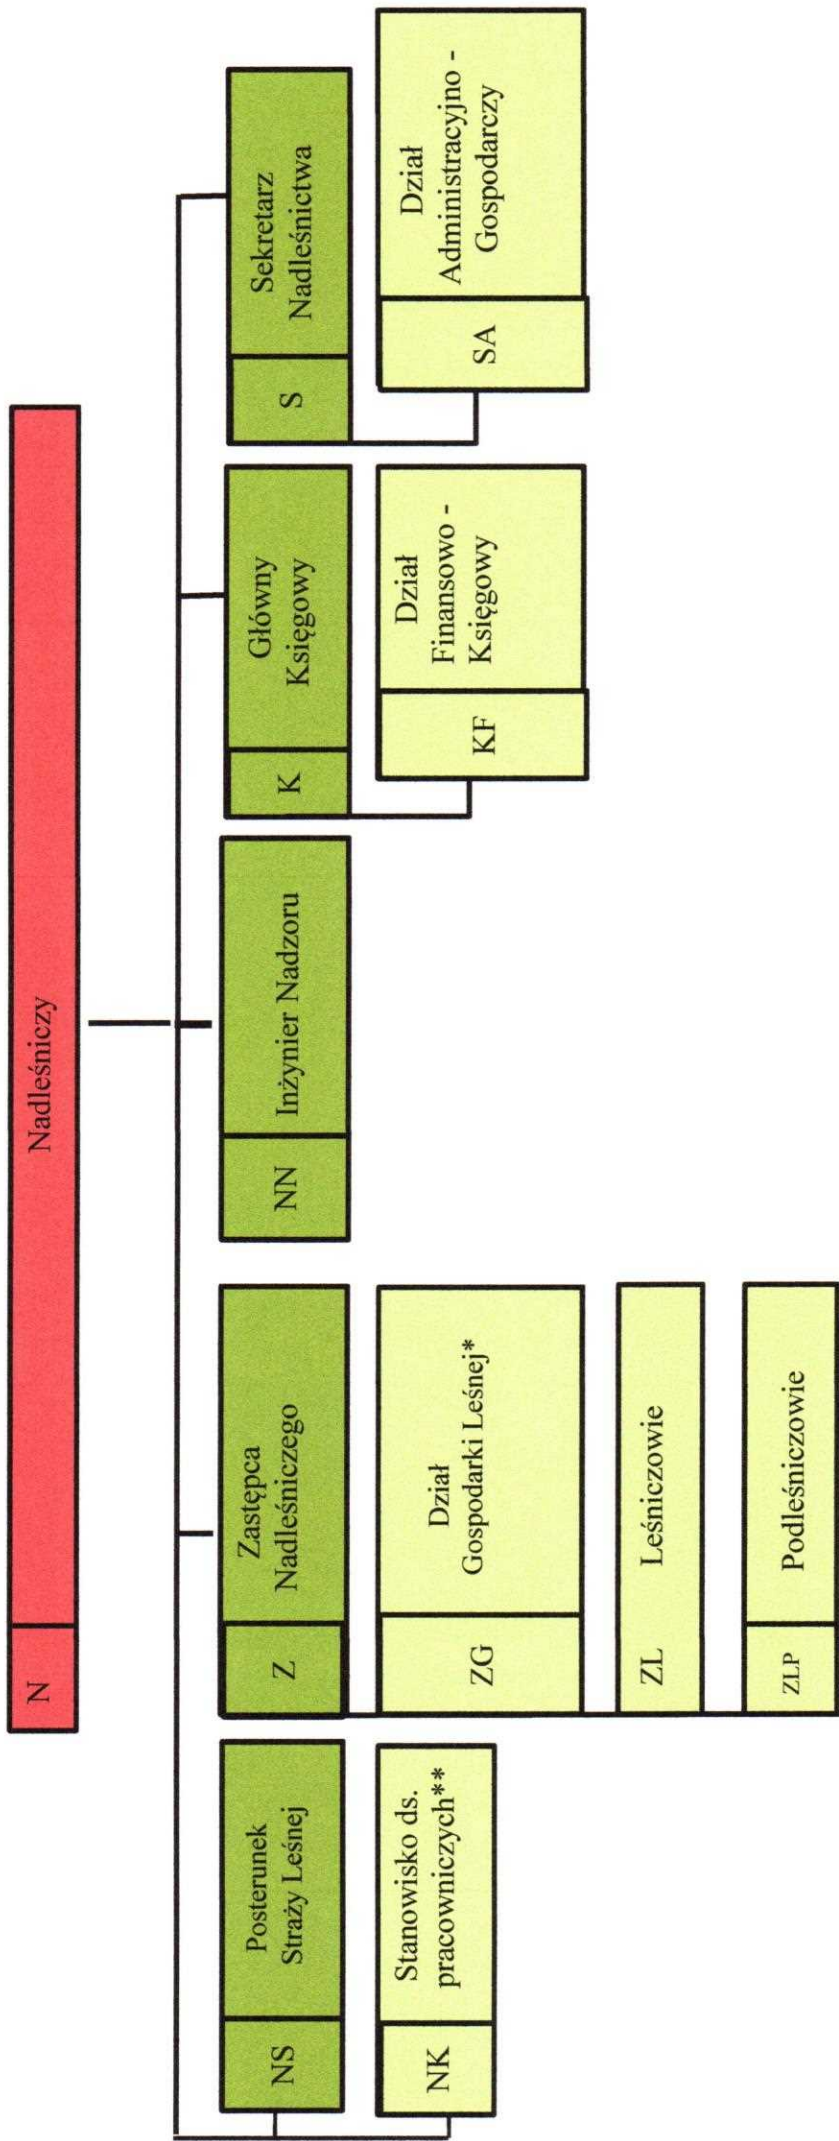 N
Nadleśniczy
NS
Posterunek
Straży Leśnej
NK
Stanowisko ds.
pracowniczych**
Z
Zastępca
Nadleśniczego
ZG
Dział
Gospodarki Leśnej*
ZL
Leśniczowie
ZLP
Podleśniczowie
NN
Inżynier Nadzoru
K
Główny
Księgowy
KF
Dział
Finansowo -
Księgowy
S
Sekretarz
Nadleśnictwa
SA
Dział
Administracyjno -
Gospodarczy